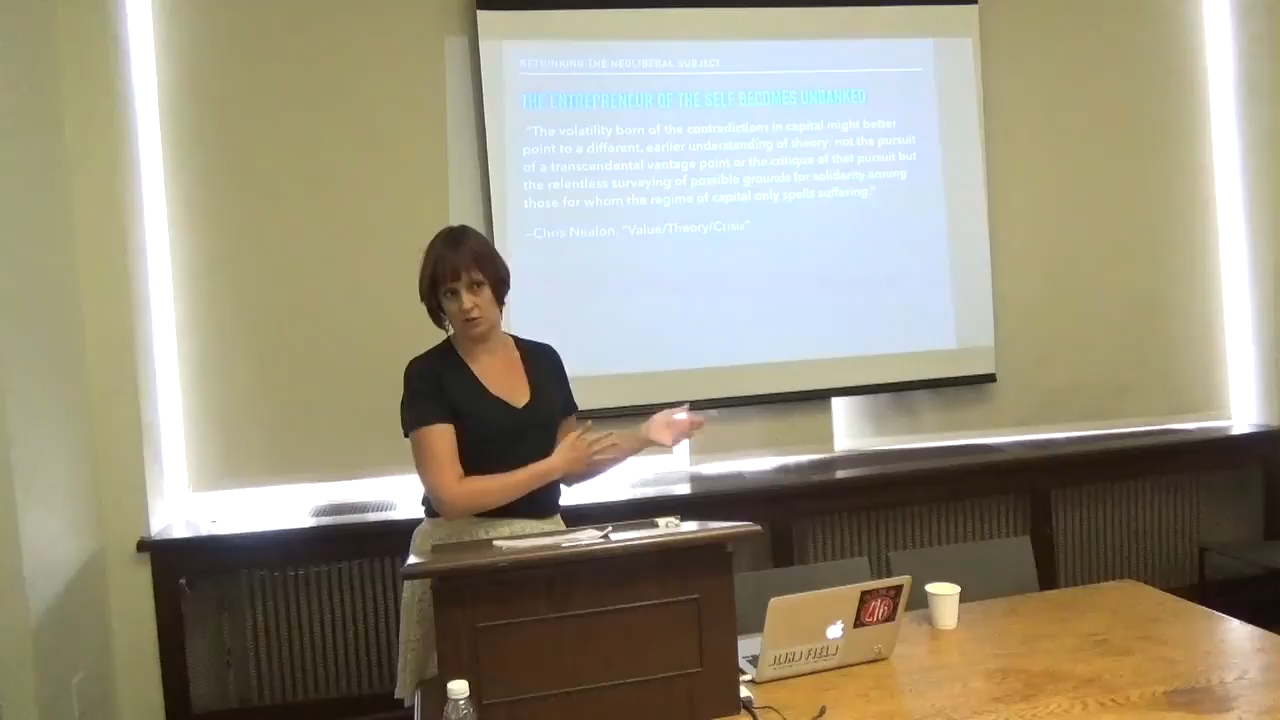 RETHINKING THE NEOLIBERAL SUBJECT
THE ENTREPRENEUR OF THE SELF BECOMES UNBANKED
"The volatility born of the contradictions in capital might better
point to a different, earlier understanding of theory: not the pursuit
of a transcendental vantage point or the critique of that pursuit but
the relentless surveying of possible grounds for solidarity among
those for whom the regime of capital only spells suffering."
–Chris Nealon, "Value/Theory/Crisis"
BLIND FIELD